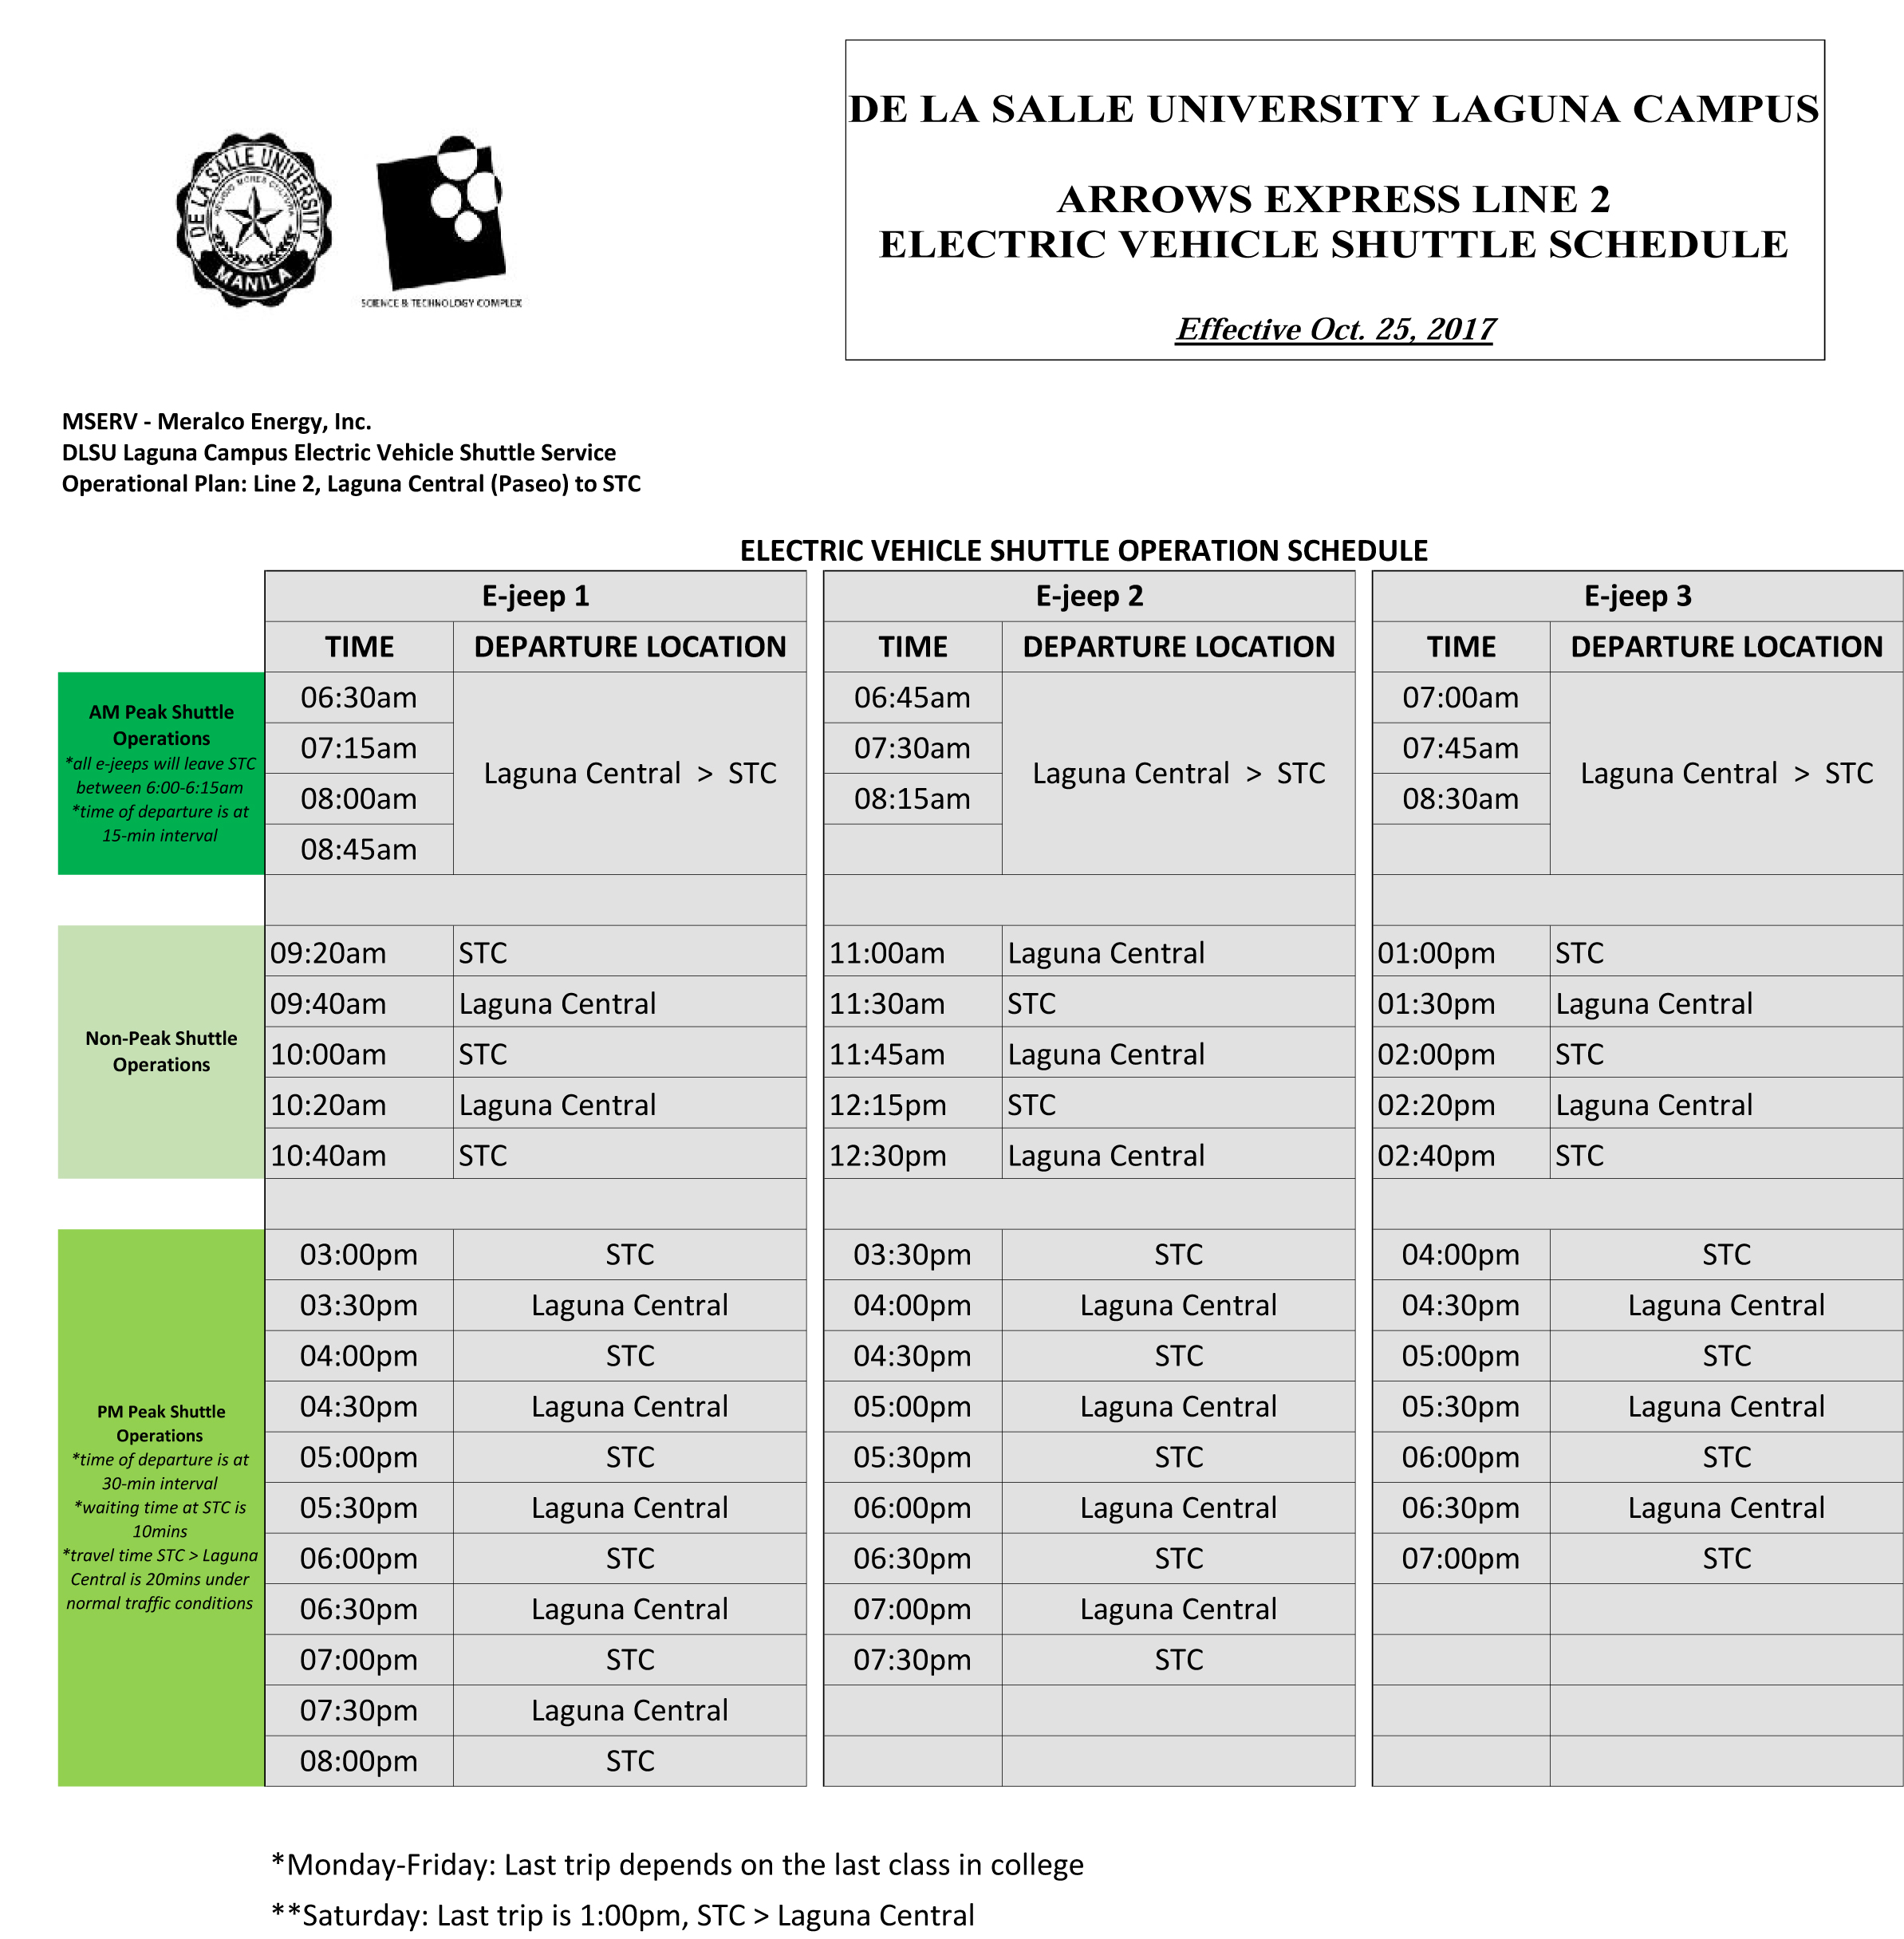 DE LA SALLE UNIVERSITY
MANILA
SCIENCE & TECHNOLOGY COMPLEX
DE LA SALLE UNIVERSITY LAGUNA CAMPUS
ARROWS EXPRESS LINE 2
ELECTRIC VEHICLE SHUTTLE SCHEDULE
Effective Oct. 25, 2017
MSERV - Meralco Energy, Inc.
DLSU Laguna Campus Electric Vehicle Shuttle Service
Operational Plan: Line 2, Laguna Central (Paseo) to STC
ELECTRIC VEHICLE SHUTTLE OPERATION SCHEDULE
E-jeep 1 E-jeep 2 E-jeep 3
TIME DEPARTURE LOCATION TIME DEPARTURE LOCATION TIME DEPARTURE LOCATION
AM Peak Shuttle
Operations
*all e-jeeps will leave STC
between 6:00-6:15am
*time of departure is at
15-min interval
06:30am 06:45am 07:00am
07:15am 07:30am 07:45am
Laguna Central > STC Laguna Central > STC Laguna Central > STC
08:00am 08:15am 08:30am
08:45am
Non-Peak Shuttle
Operations
09:20am STC 11:00am Laguna Central 01:00pm STC
09:40am Laguna Central 11:30am STC 01:30pm Laguna Central
10:00am STC 11:45am Laguna Central 02:00pm STC
10:20am Laguna Central 12:15pm STC 02:20pm Laguna Central
10:40am STC 12:30pm Laguna Central 02:40pm STC
PM Peak Shuttle
Operations
*time of departure is at
30-min interval
*waiting time at STC is
10mins
*travel time STC > Laguna
Central is 20mins under
normal traffic conditions
03:00pm STC 03:30pm STC 04:00pm STC
03:30pm Laguna Central 04:00pm Laguna Central 04:30pm Laguna Central
04:00pm STC 04:30pm STC 05:00pm STC
04:30pm Laguna Central 05:00pm Laguna Central 05:30pm Laguna Central
05:00pm STC 05:30pm STC 06:00pm STC
05:30pm Laguna Central 06:00pm Laguna Central 06:30pm Laguna Central
06:00pm STC 06:30pm STC 07:00pm STC
06:30pm Laguna Central 07:00pm Laguna Central
07:00pm STC 07:30pm STC
07:30pm Laguna Central
08:00pm STC
*Monday-Friday: Last trip depends on the last class in college
**Saturday: Last trip is 1:00pm, STC > Laguna Central